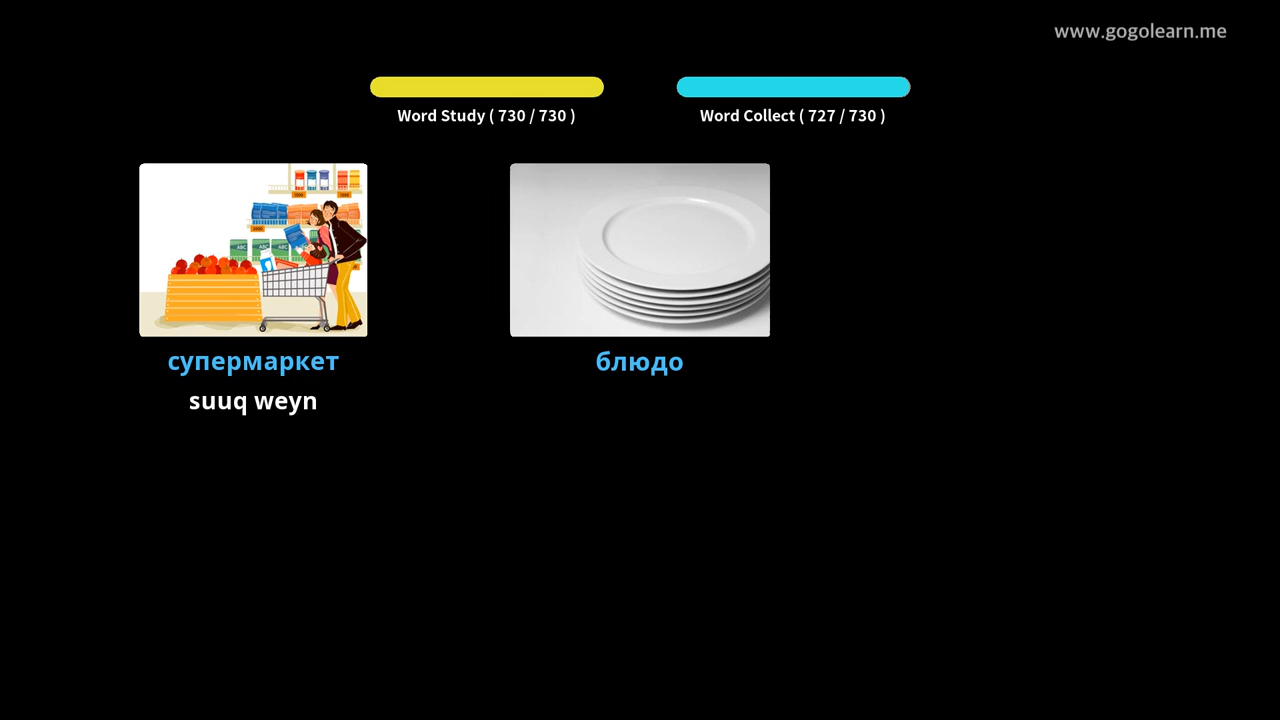 www.gogolearn.me
Word Study ( 730 / 730 )
Word Collect ( 727 / 730 )
супермаркет
suuq weyn
блюдо